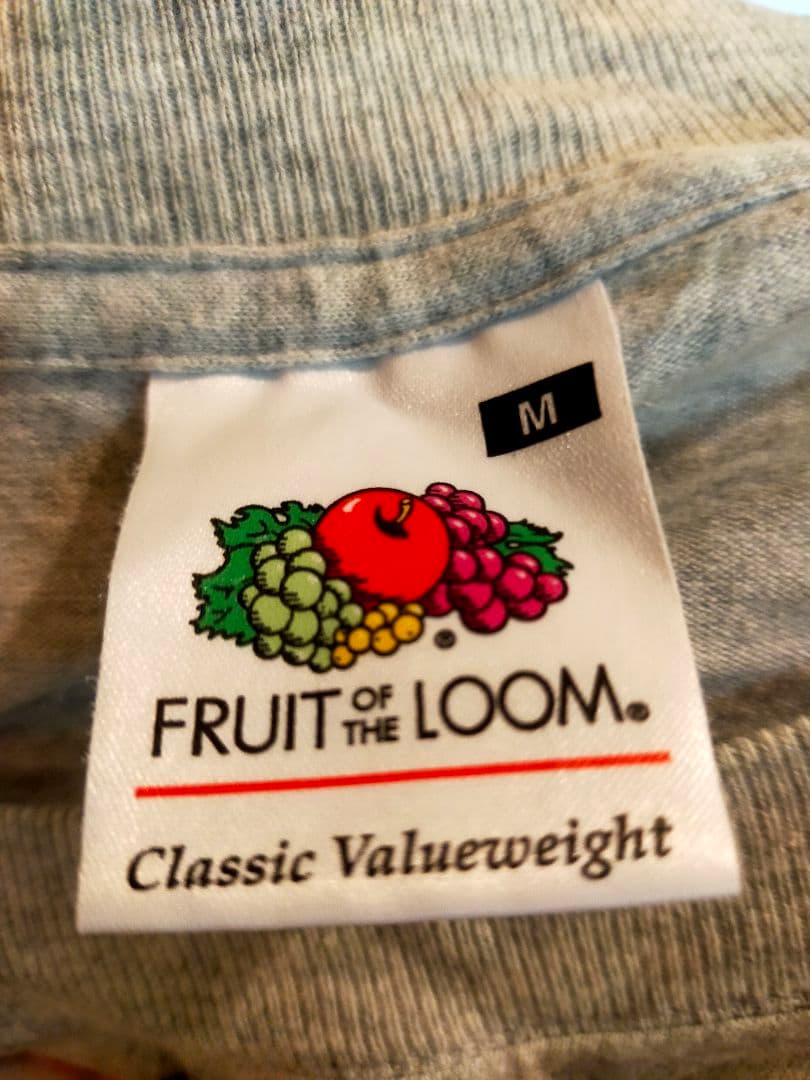 M
®
FRUIT OF THE LOOM®
Classic Valueweight